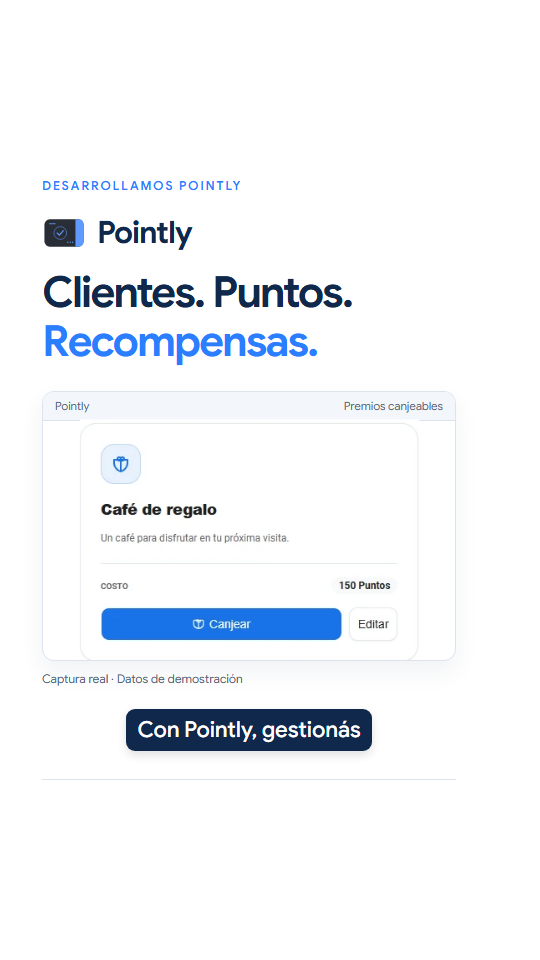 DESARROLLAMOS POINTLY
Pointly
Clientes. Puntos.
Recompensas.
Pointly Premios canjeables
Café de regalo
Un café para disfrutar en tu próxima visita.
COSTO 150 Puntos
Canjear Editar
Captura real · Datos de demostración
Con Pointly, gestionás